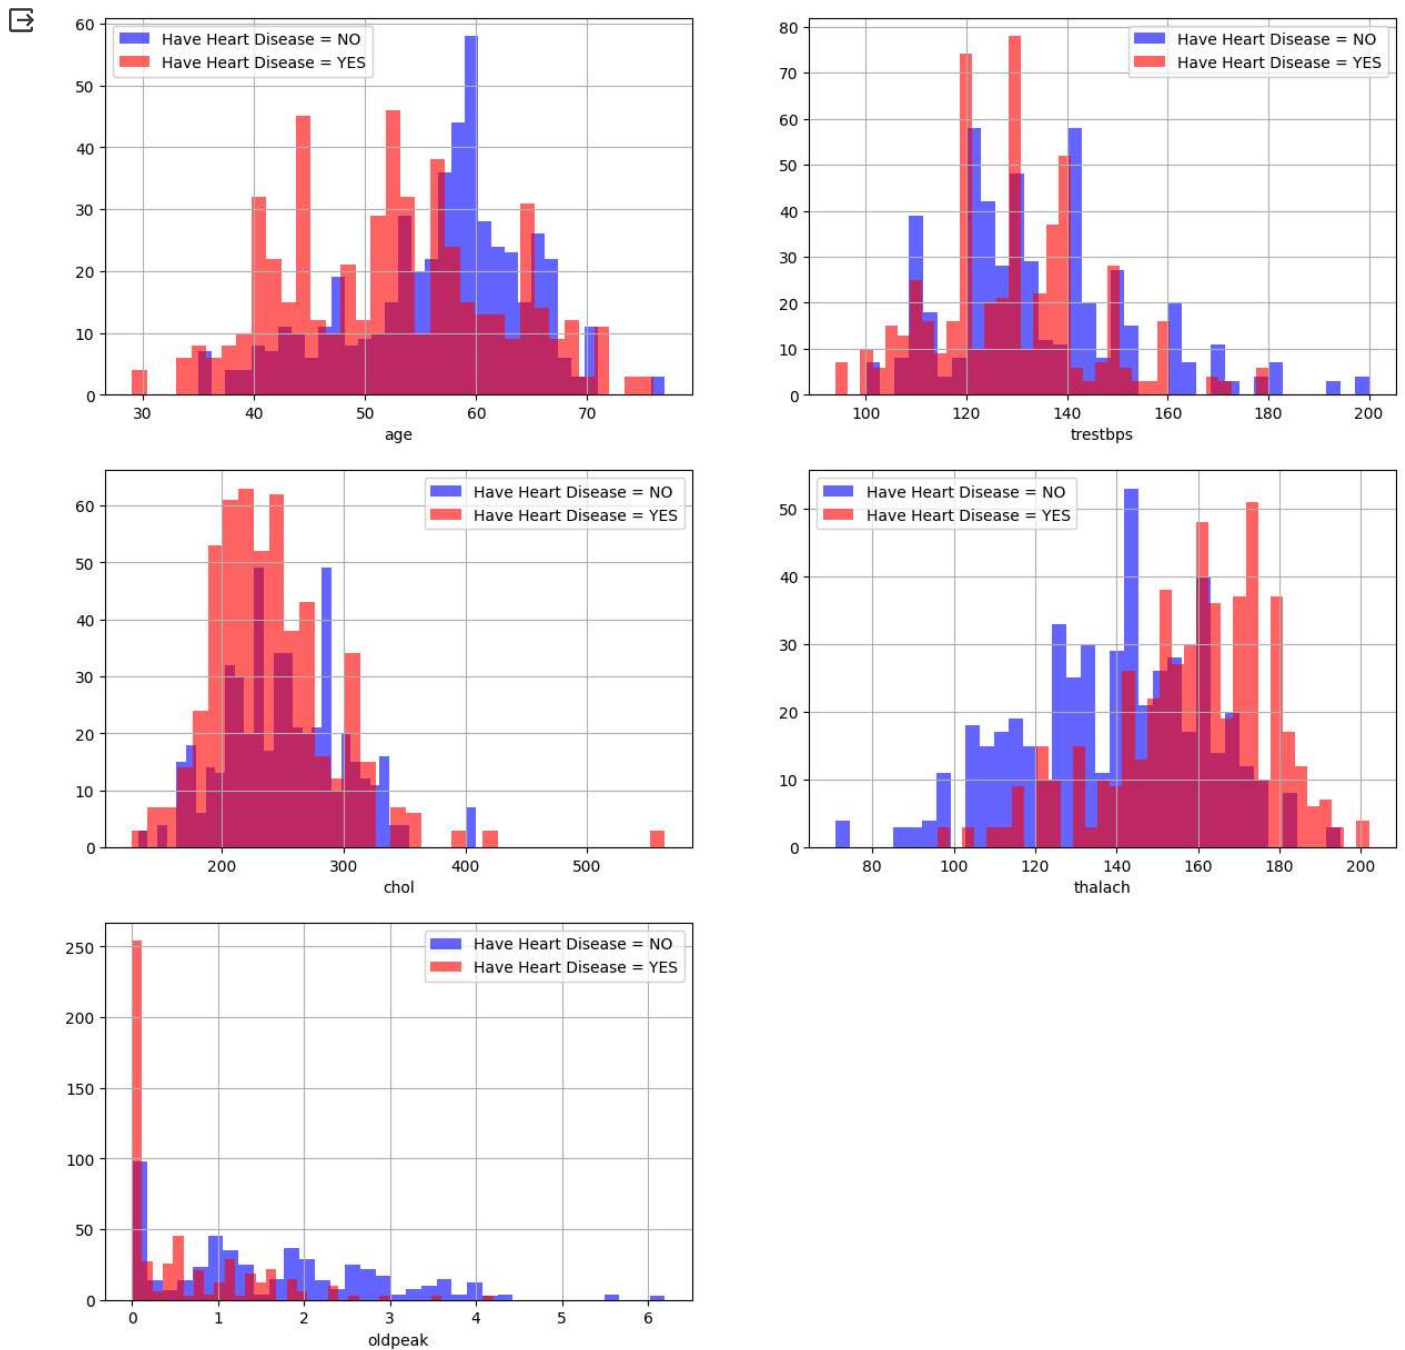 60
50
40
30
20
10
0
Have Heart Disease = NO
Have Heart Disease = YES
30 40 50 60 70
age
80
70
60
50
40
30
20
10
0
Have Heart Disease = NO
Have Heart Disease = YES
100 120 140 160 180 200
trestbps
60
50
40
30
20
10
0
Have Heart Disease = NO
Have Heart Disease = YES
200 300 400 500
chol
50
40
30
20
10
0
Have Heart Disease = NO
Have Heart Disease = YES
80 100 120 140 160 180 200
thalach
250
200
150
100
50
0
Have Heart Disease = NO
Have Heart Disease = YES
0 1 2 3 4 5 6
oldpeak